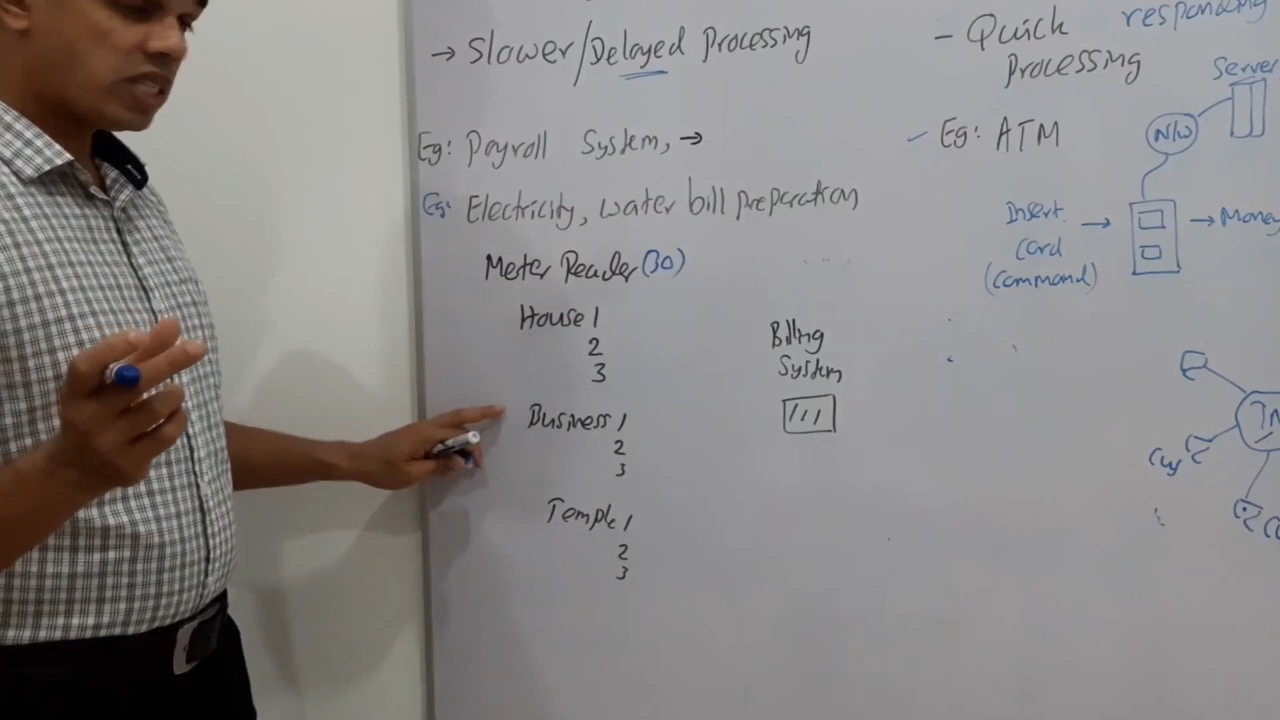 → Slower/Delayed Processing
Eg: Payroll System, →
Eg: Electricity, water bill preparation
Meter Reader (30)
House 1
2
3
Business 1
2
3
Temple 1
2
3
Billing
System
- Quick responding
Processing
Server
✓ Eg: ATM
N/W
Insert
Card
(Command)
→ Money